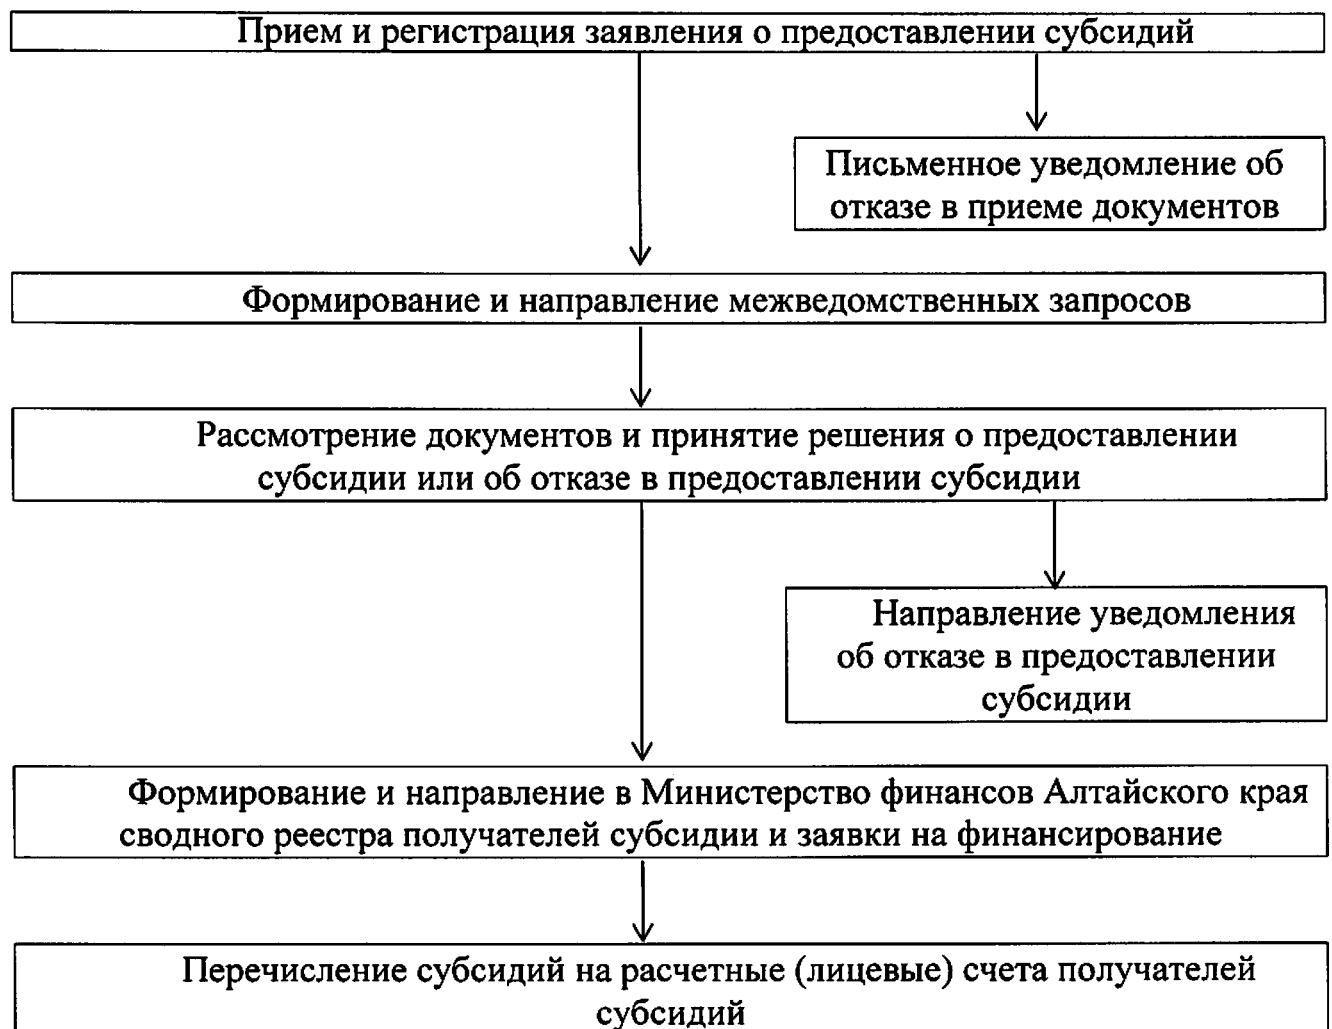 Прием и регистрация заявления о предоставлении субсидий
Письменное уведомление об
отказе в приеме документов
Формирование и направление межведомственных запросов
Рассмотрение документов и принятие решения о предоставлении
субсидии или об отказе в предоставлении субсидии
Направление уведомления
об отказе в предоставлении
субсидии
Формирование и направление в Министерство финансов Алтайского края
сводного реестра получателей субсидии и заявки на финансирование
Перечисление субсидий на расчетные (лицевые) счета получателей
субсидий